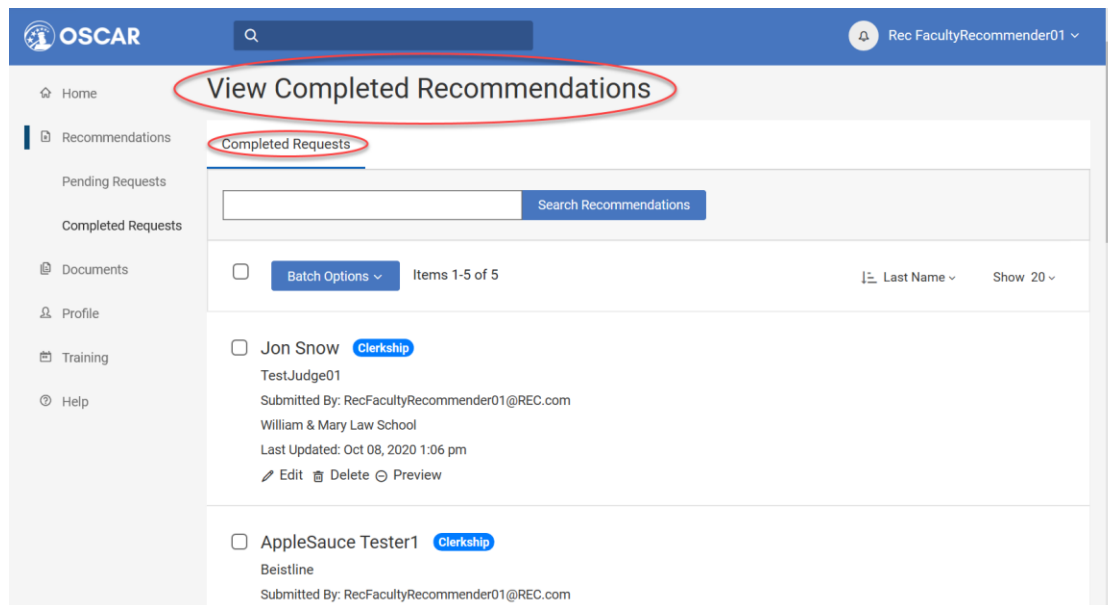 OSCAR
Rec FacultyRecommender01
Home
Recommendations
Pending Requests
Completed Requests
Documents
Profile
Training
Help
View Completed Recommendations
Completed Requests
Search Recommendations
Batch Options
Items 1-5 of 5
Last Name
Show 20
Jon Snow Clerkship
TestJudge01
Submitted By: RecFacultyRecommender01@REC.com
William & Mary Law School
Last Updated: Oct 08, 2020 1:06 pm
Edit Delete Preview
AppleSauce Tester1 Clerkship
Beistline
Submitted By: RecFacultyRecommender01@REC.com